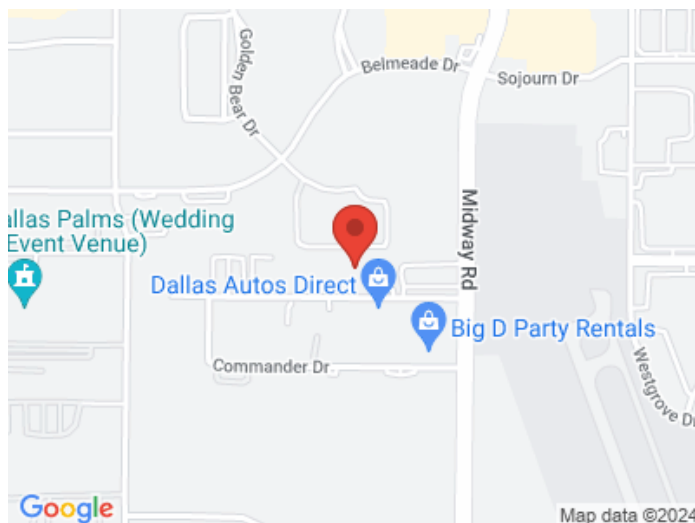 Golden
Bear Dr
Belmeade Dr
Sojourn Dr
Midway Rd
allas Palms (Wedding
Event Venue)
Dallas Autos Direct
Big D Party Rentals
Commander Dr
Westgrove Dr
Google
Map data ©2024